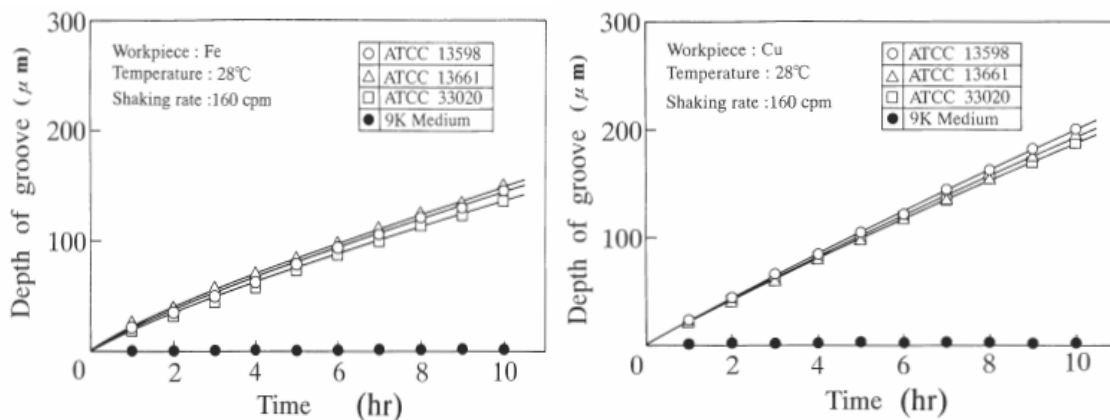 Depth of groove (μm)
300
200
100
0
2
4
6
8
10
Time (hr)
Workpiece : Fe
Temperature : 28℃
Shaking rate :160 cpm
ATCC 13598
ATCC 13661
ATCC 33020
9K Medium
Depth of groove (μm)
300
200
100
0
2
4
6
8
10
Time (hr)
Workpiece : Cu
Temperature : 28℃
Shaking rate :160 cpm
ATCC 13598
ATCC 13661
ATCC 33020
9K Medium